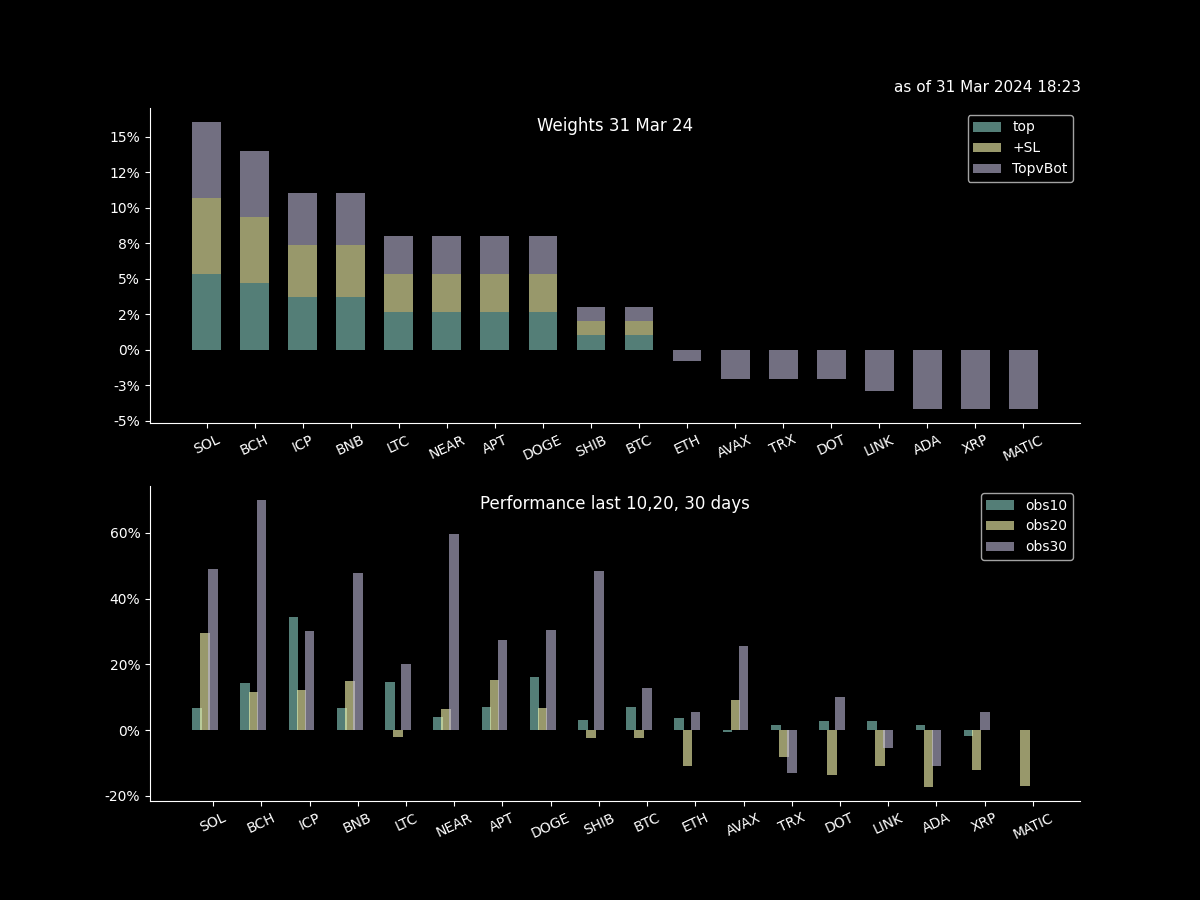 as of 31 Mar 2024 18:23
Weights 31 Mar 24
top
+SL
TopvBot
15%
12%
10%
8%
5%
2%
0%
-3%
-5%
SOL BCH ICP BNB LTC NEAR APT DOGE SHIB BTC ETH AVAX TRX DOT LINK ADA XRP MATIC
Performance last 10,20, 30 days
obs10
obs20
obs30
60%
40%
20%
0%
-20%
SOL BCH ICP BNB LTC NEAR APT DOGE SHIB BTC ETH AVAX TRX DOT LINK ADA XRP MATIC